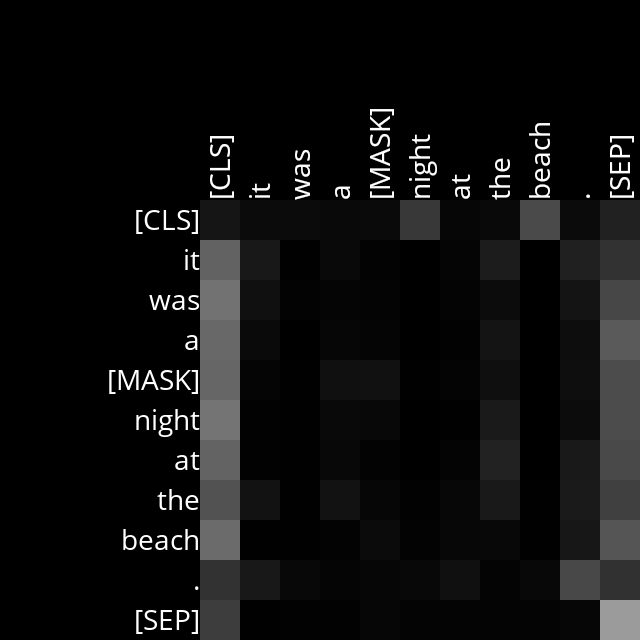 [CLS] it was a [MASK] night at the beach . [SEP]
[CLS]
it
was
a
[MASK]
night
at
the
beach
.
[SEP]